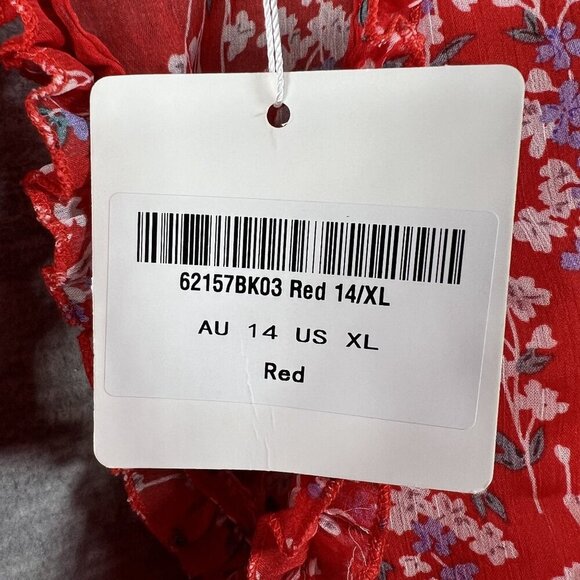 62157BK03 Red 14/XL
AU 14 US XL
Red